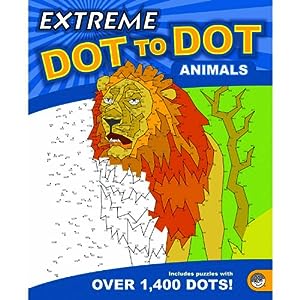 EXTREME
DOT TO DOT
ANIMALS
Includes puzzles with
OVER 1,400 DOTS!